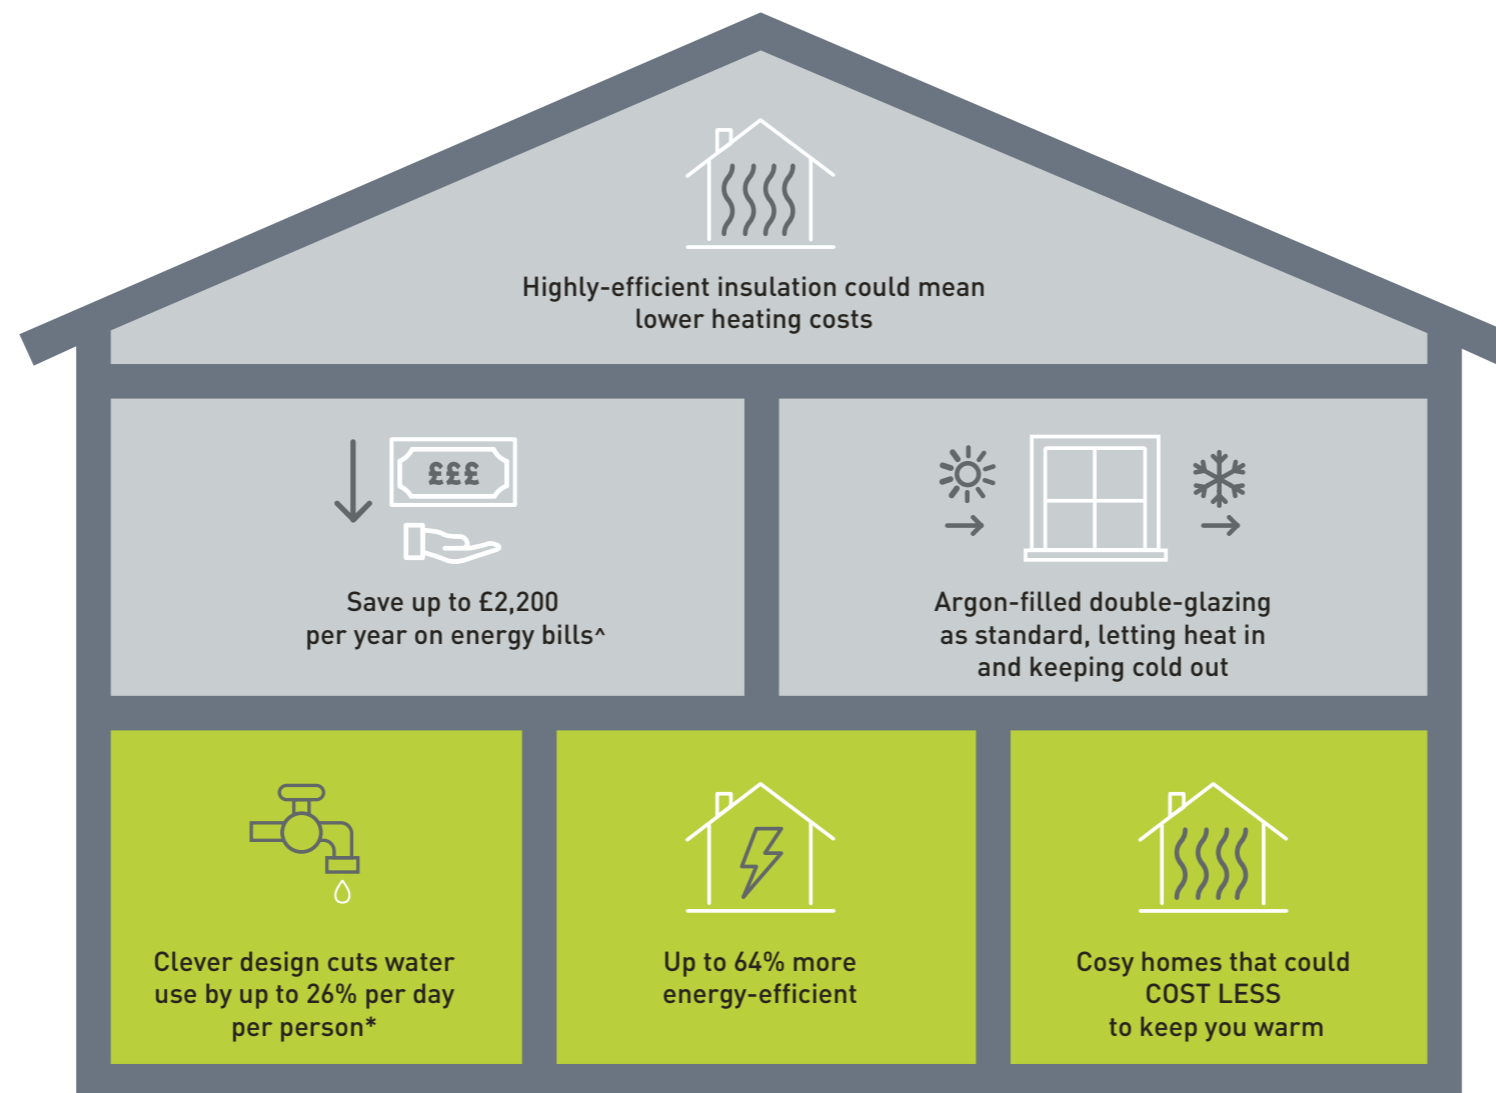 Highly-efficient insulation could mean
lower heating costs
£££
Save up to £2,200
per year on energy bills^
Argon-filled double-glazing
as standard, letting heat in
and keeping cold out
Clever design cuts water
use by up to 26% per day
per person*
Up to 64% more
energy-efficient
Cosy homes that could
COST LESS
to keep you warm